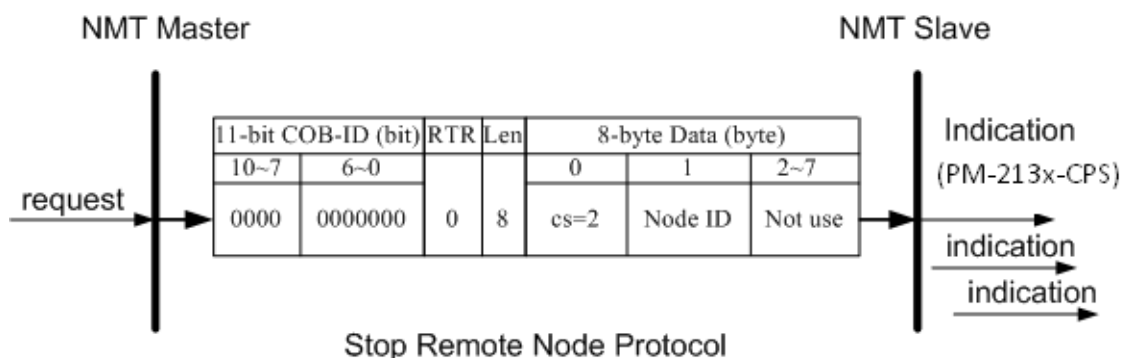 NMT Master
NMT Slave
11-bit COB-ID (bit) RTR Len 8-byte Data (byte)
10~7 6~0 0 1 2~7
0000 0000000 0 8 cs=2 Node ID Not use
request
Indication
(PM-213x-CPS)
indication
indication
Stop Remote Node Protocol